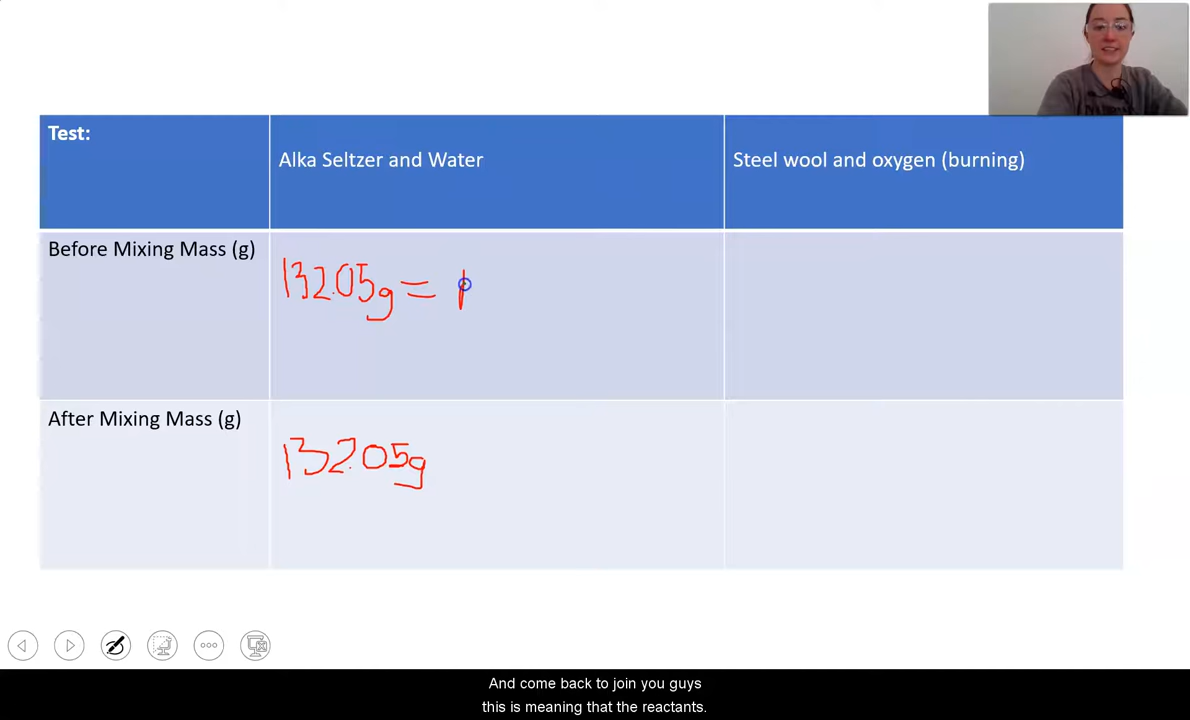 Test:
Alka Seltzer and Water
Steel wool and oxygen (burning)
Before Mixing Mass (g)
132.05g =
After Mixing Mass (g)
132.05g
And come back to join you guys
this is meaning that the reactants.